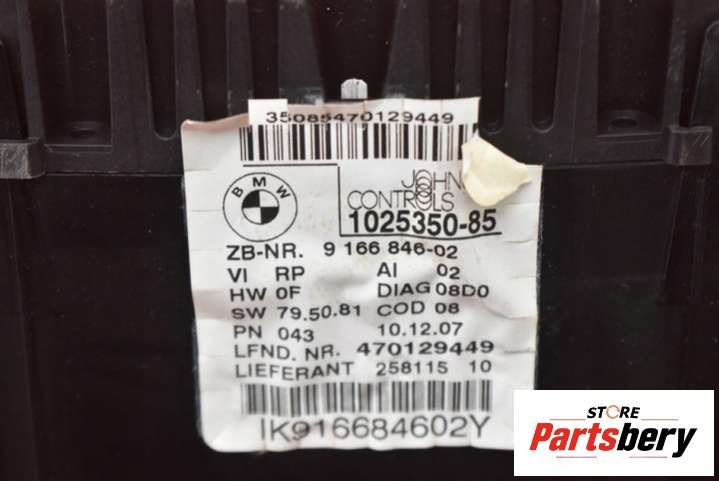 35085470129449
BMW
CONTROLS
1025350-85
ZB-NR. 9 166 846-02
VI RP AI 02
HW 0F DIAG 08D0
SW 79.50.81 COD 08
PN 043 10.12.07
LFND. NR. 470129449
LIEFERANT 258115 10
IK916684602Y
STORE
Partsbery